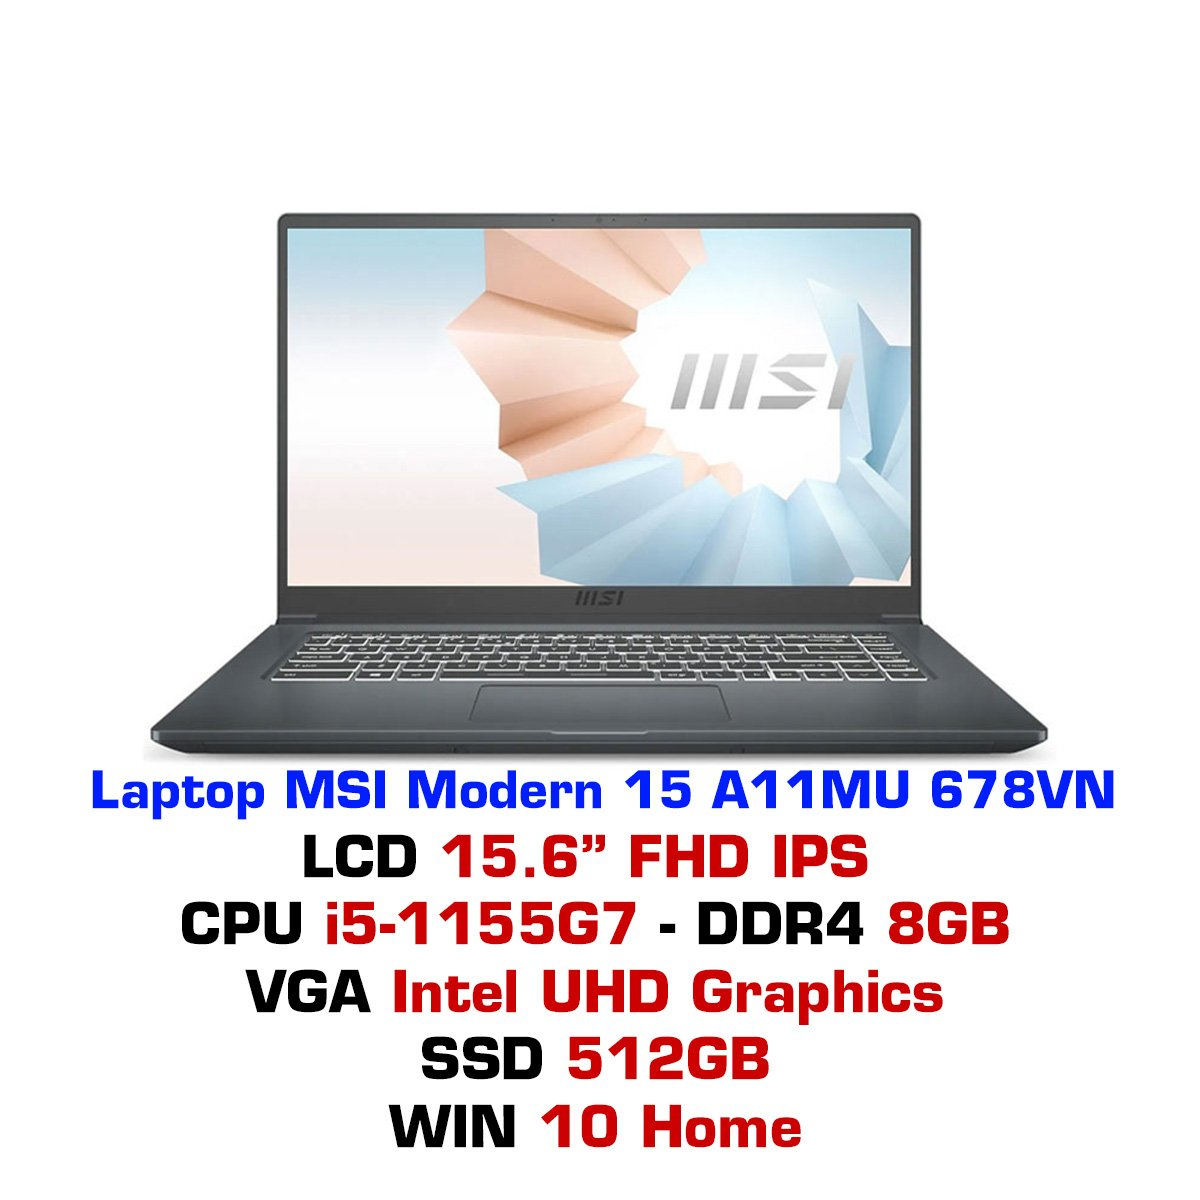 MSI
MSI
Laptop MSI Modern 15 A11MU 678VN
LCD 15.6” FHD IPS
CPU i5-1155G7 - DDR4 8GB
VGA Intel UHD Graphics
SSD 512GB
WIN 10 Home